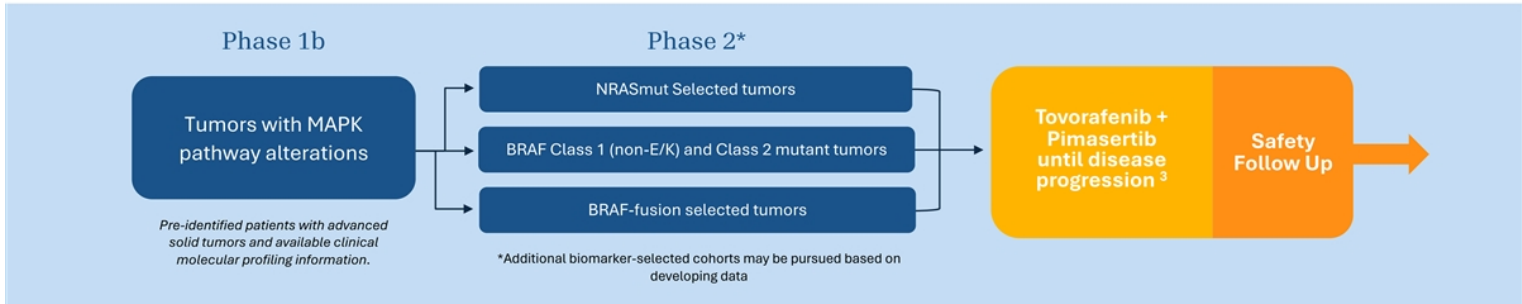 Phase 1b
Tumors with MAPK
pathway alterations
Pre-identified patients with advanced
solid tumors and available clinical
molecular profiling information.
Phase 2*
NRASmut Selected tumors
BRAF Class 1 (non-E/K) and Class 2 mutant tumors
BRAF-fusion selected tumors
*Additional biomarker-selected cohorts may be pursued based on
developing data
Tovorafenib +
Pimasertib
until disease
progression ³
Safety
Follow Up